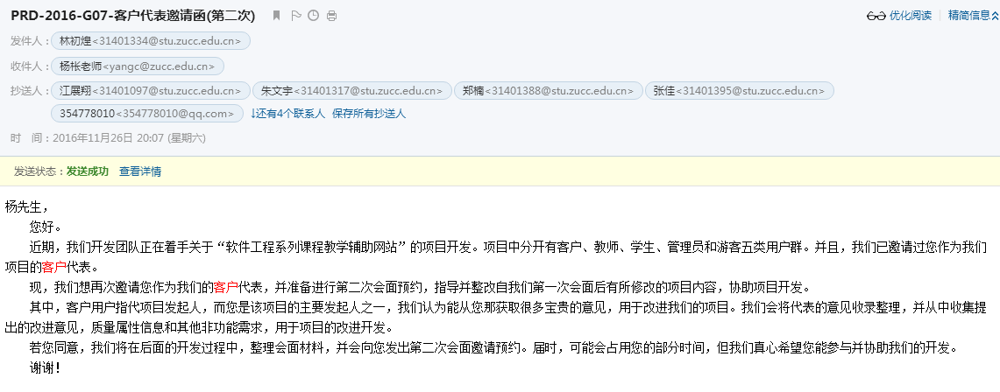 PRD-2016-G07-客户代表邀请函(第二次)
优化阅读 精简信息
发件人：林初煌<31401334@stu.zucc.edu.cn>
收件人：杨枨老师<yangc@zucc.edu.cn>
抄送人：江展翔<31401097@stu.zucc.edu.cn> 朱文宇<31401317@stu.zucc.edu.cn> 郑楠<31401388@stu.zucc.edu.cn> 张佳<31401395@stu.zucc.edu.cn>
354778010<354778010@qq.com> ↓还有4个联系人 保存所有抄送人
时 间：2016年11月26日 20:07 (星期六)
发送状态：发送成功 查看详情
杨先生，
您好。
近期，我们开发团队正在着手关于“软件工程系列课程教学辅助网站”的项目开发。项目中分开有客户、教师、学生、管理员和游客五类用户群。并且，我们已邀请过您作为我们
项目的客户代表。
现，我们想再次邀请您作为我们的客户代表，并准备进行第二次会面预约，指导并整改自我们第一次会面后有所修改的项目内容，协助项目开发。
其中，客户用户指代项目发起人，而您是该项目的主要发起人之一，我们认为能从您那获取很多宝贵的意见，用于改进我们的项目。我们会将代表的意见收录整理，并从中收集提
出的改进意见，质量属性信息和其他非功能需求，用于项目的改进开发。
若您同意，我们将在后面的开发过程中，整理会面材料，并会向您发出第二次会面邀请预约。届时，可能会占用您的部分时间，但我们真心希望您能参与并协助我们的开发。
谢谢！